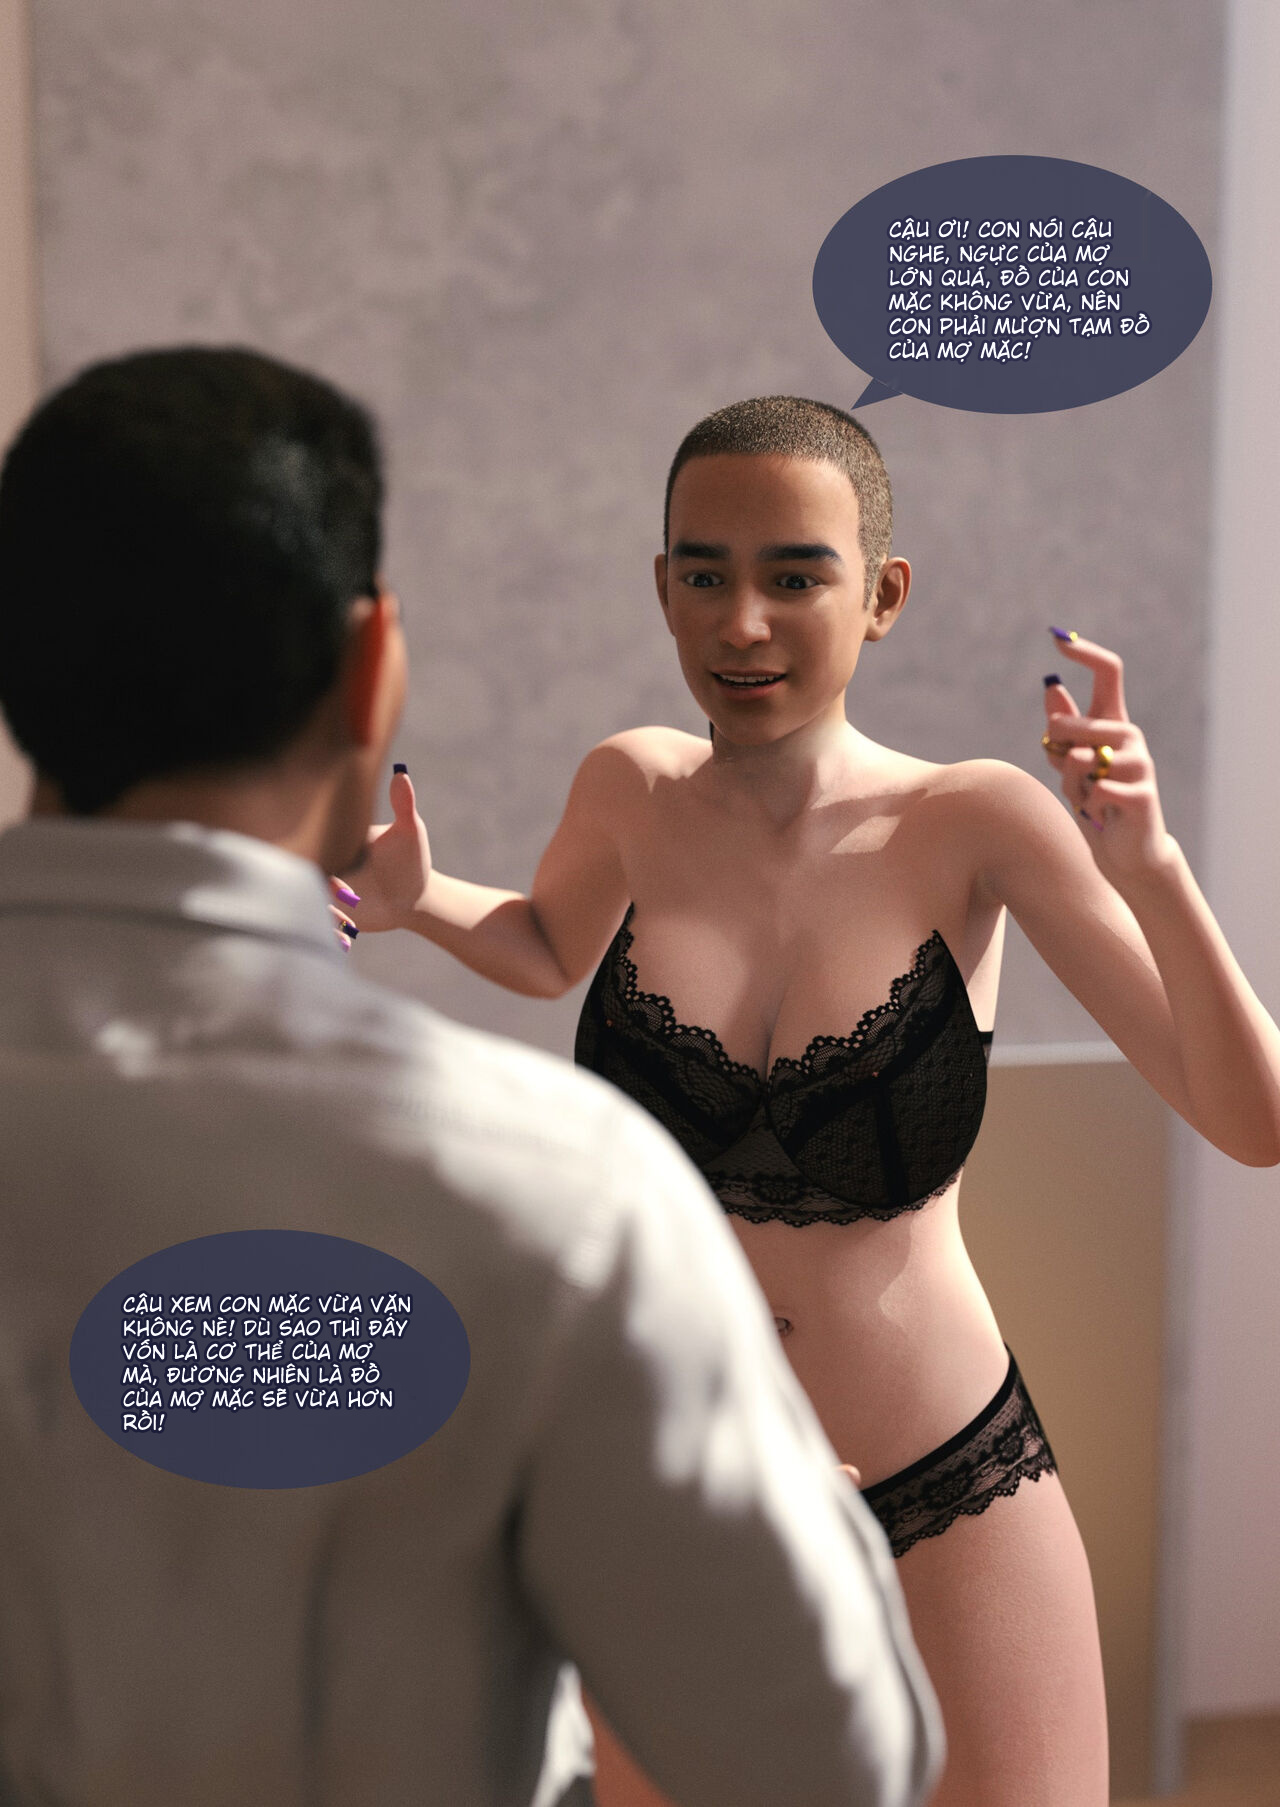 CẬU ƠI! CON NÓI CẬU
NGHE, NGỰC CỦA MỢ
LỚN QUÁ, ĐỒ CỦA CON
MẶC KHÔNG VỪA, NÊN
CON PHẢI MƯỢN TẠM ĐỒ
CỦA MỢ MẶC!
CẬU XEM CON MẶC VỪA VẶN
KHÔNG NÈ! DÙ SAO THÌ ĐÂY
VỐN LÀ CƠ THỂ CỦA MỢ
MÀ, ĐƯƠNG NHIÊN LÀ ĐỒ
CỦA MỢ MẶC SẼ VỪA HƠN
RỒI!